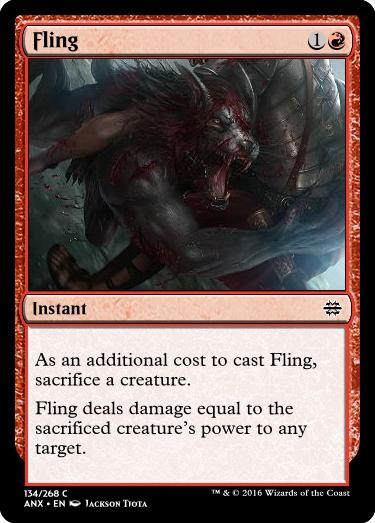 Fling 1
Instant
As an additional cost to cast Fling,
sacrifice a creature.
Fling deals damage equal to the
sacrificed creature's power to any
target.
134/268 C ™ & © 2016 Wizards of the Coast
ANX • EN Jackson Tjota